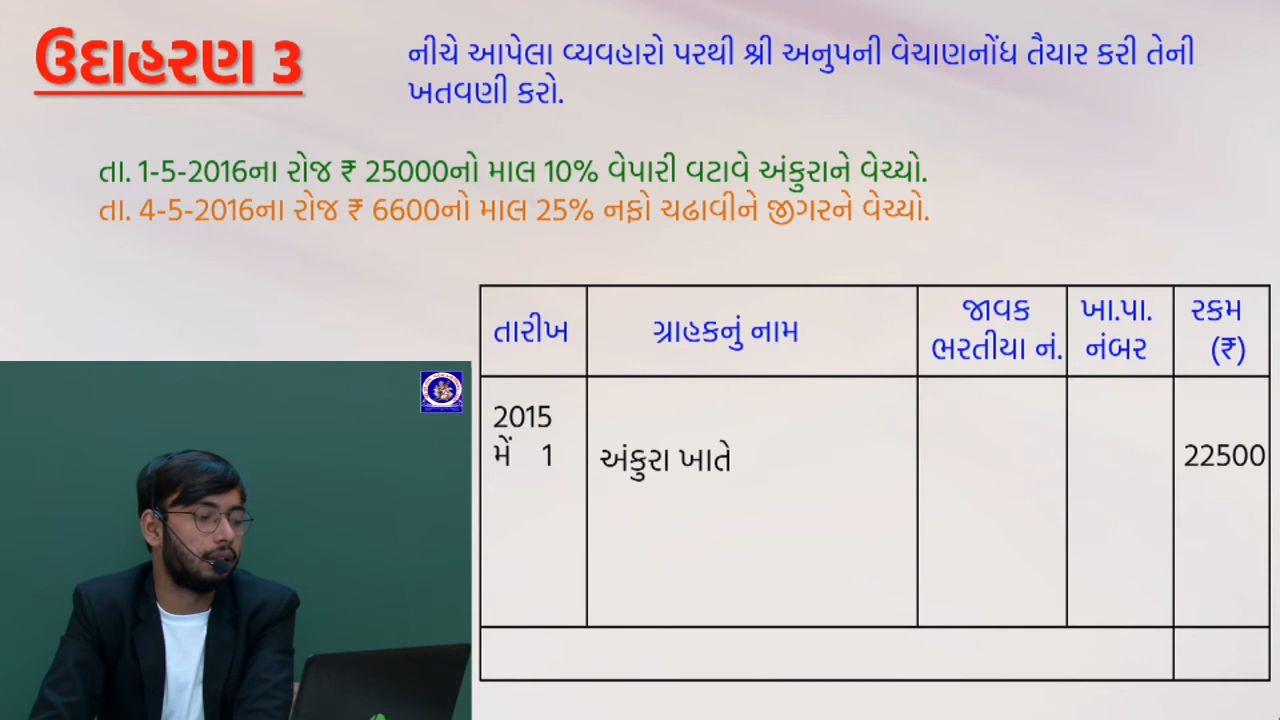 ઉદાહરણ 3
નીચે આપેલા વ્યવહારો પરથી શ્રી અનુપની વેચાણનોંધ તૈયાર કરી તેની
ખતવણી કરો.
તા. 1-5-2016ના રોજ ₹ 25000નો માલ 10% વેપારી વટાવે અંકુરાને વેચ્યો.
તા. 4-5-2016ના રોજ ₹ 6600નો માલ 25% નફો ચઢાવીને જીગરને વેચ્યો.
તારીખ ગ્રાહકનું નામ જાવક ભરતીયા નં. ખા.પા. નંબર રકમ (₹)
2015
મેં 1 અંકુરા ખાતે 22500